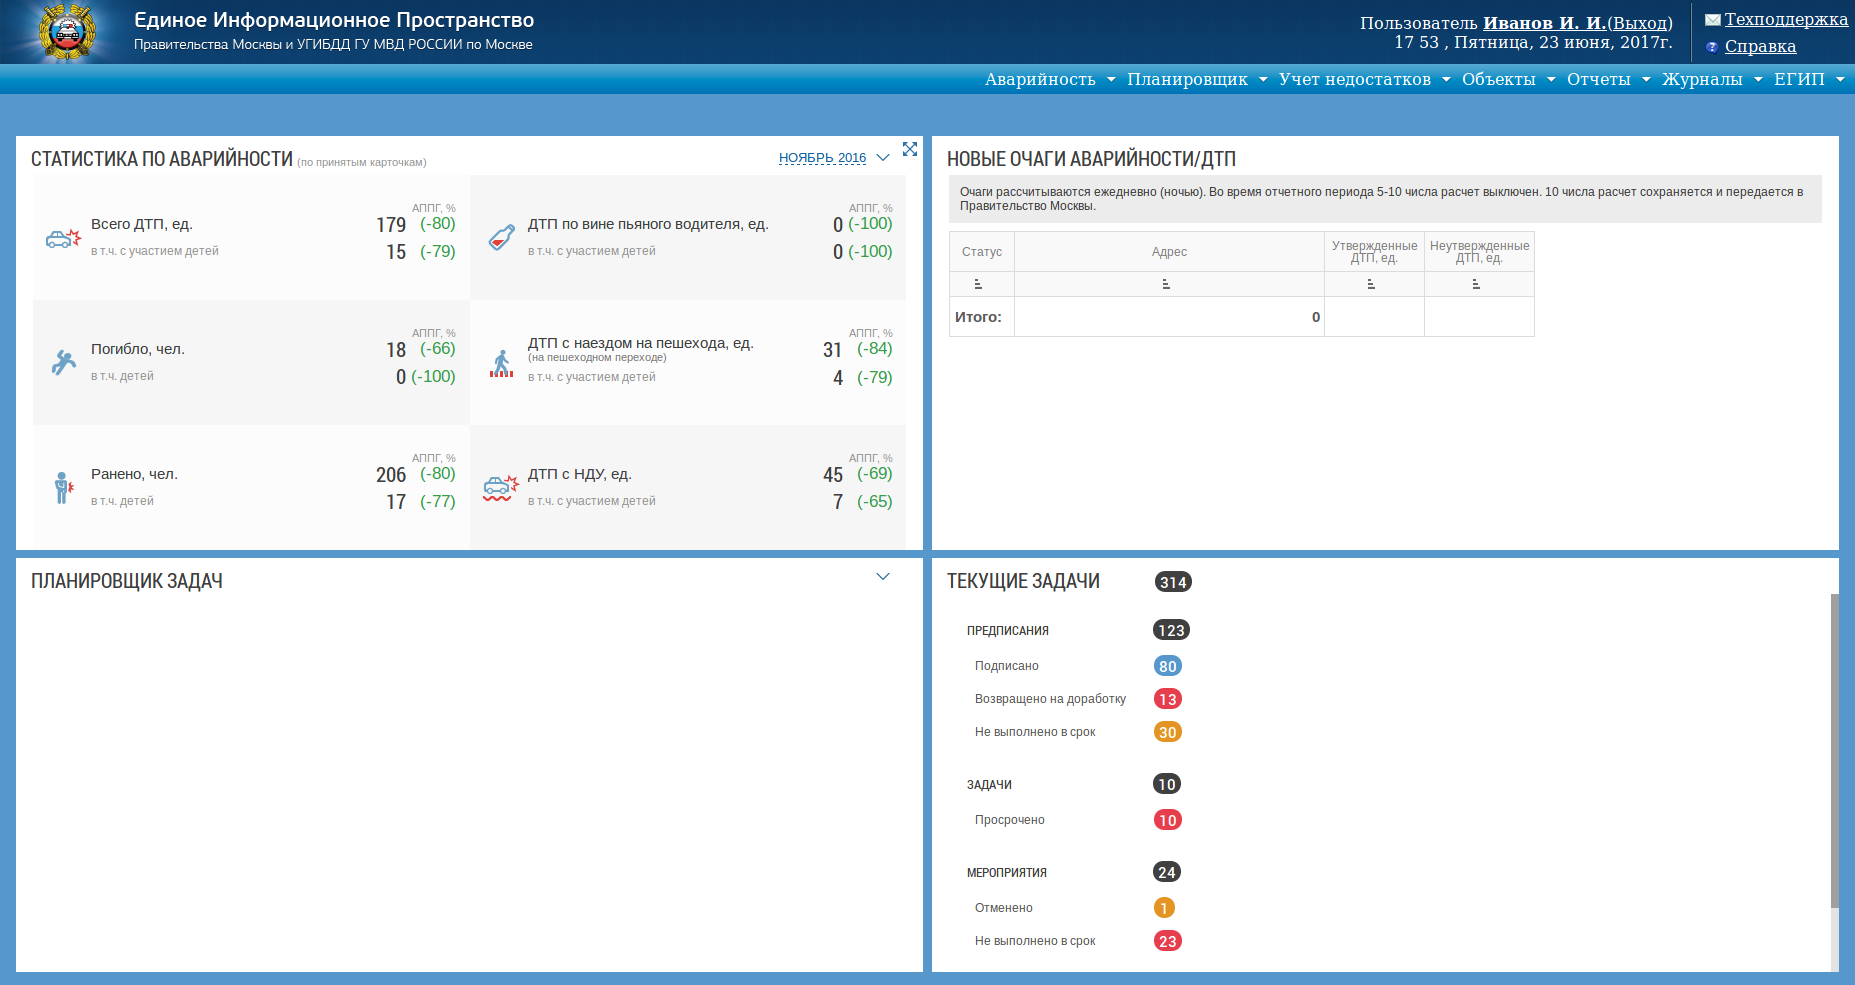 Единое Информационное Пространство
Правительства Москвы и УГИБДД ГУ МВД РОССИИ по Москве
Пользователь Иванов И. И.(Выход)
17 53 , Пятница, 23 июня, 2017г.
Техподдержка
Справка
Аварийность Планировщик Учет недостатков Объекты Отчеты Журналы ЕГИП
СТАТИСТИКА ПО АВАРИЙНОСТИ (по принятым карточкам)
НОЯБРЬ 2016
АППГ, %
Всего ДТП, ед. 179 (-80)
в т.ч. с участием детей 15 (-79)
АППГ, %
ДТП по вине пьяного водителя, ед. 0 (-100)
в т.ч. с участием детей 0 (-100)
АППГ, %
Погибло, чел. 18 (-66)
в т.ч. детей 0 (-100)
АППГ, %
ДТП с наездом на пешехода, ед. 31 (-84)
(на пешеходном переходе)
в т.ч. с участием детей 4 (-79)
АППГ, %
Ранено, чел. 206 (-80)
в т.ч. детей 17 (-77)
АППГ, %
ДТП с НДУ, ед. 45 (-69)
в т.ч. с участием детей 7 (-65)
НОВЫЕ ОЧАГИ АВАРИЙНОСТИ/ДТП
Очаги рассчитываются ежедневно (ночью). Во время отчетного периода 5-10 числа расчет выключен. 10 числа расчет сохраняется и передается в
Правительство Москвы.
Статус Адрес Утвержденные ДТП, ед. Неутвержденные ДТП, ед.
Итого: 0
ПЛАНИРОВЩИК ЗАДАЧ
ТЕКУЩИЕ ЗАДАЧИ 314
ПРЕДПИСАНИЯ 123
Подписано 80
Возвращено на доработку 13
Не выполнено в срок 30
ЗАДАЧИ 10
Просрочено 10
МЕРОПРИЯТИЯ 24
Отменено 1
Не выполнено в срок 23